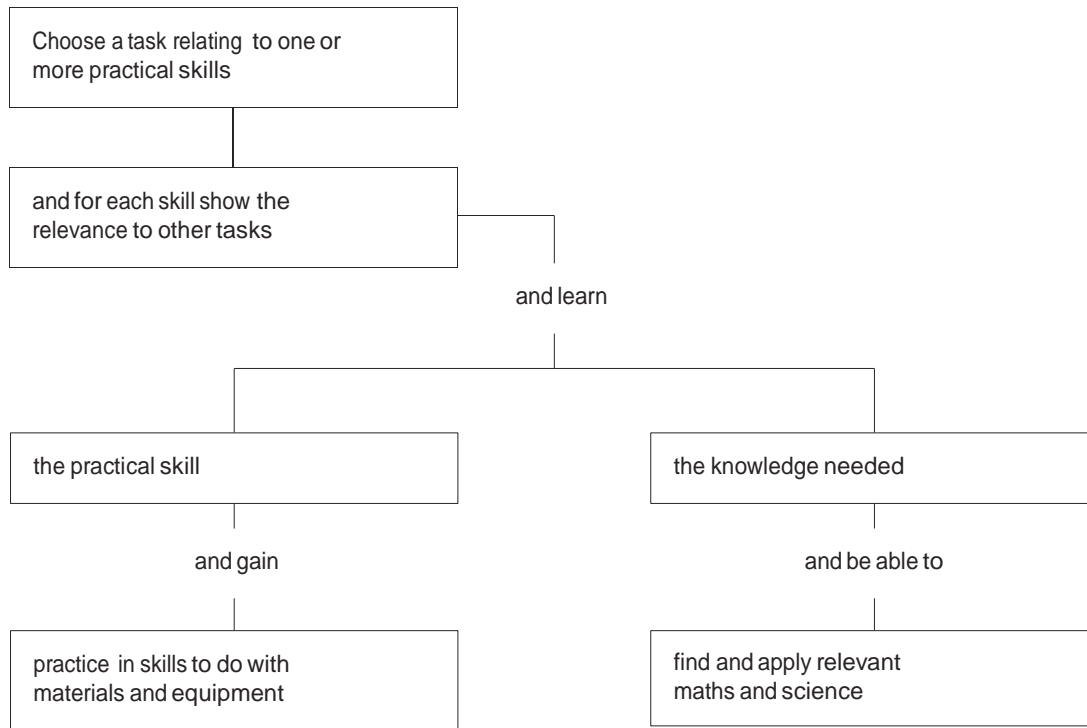 Choose a task relating to one or
more practical skills
and for each skill show the
relevance to other tasks
and learn
the practical skill
the knowledge needed
and gain
and be able to
practice in skills to do with
materials and equipment
find and apply relevant
maths and science